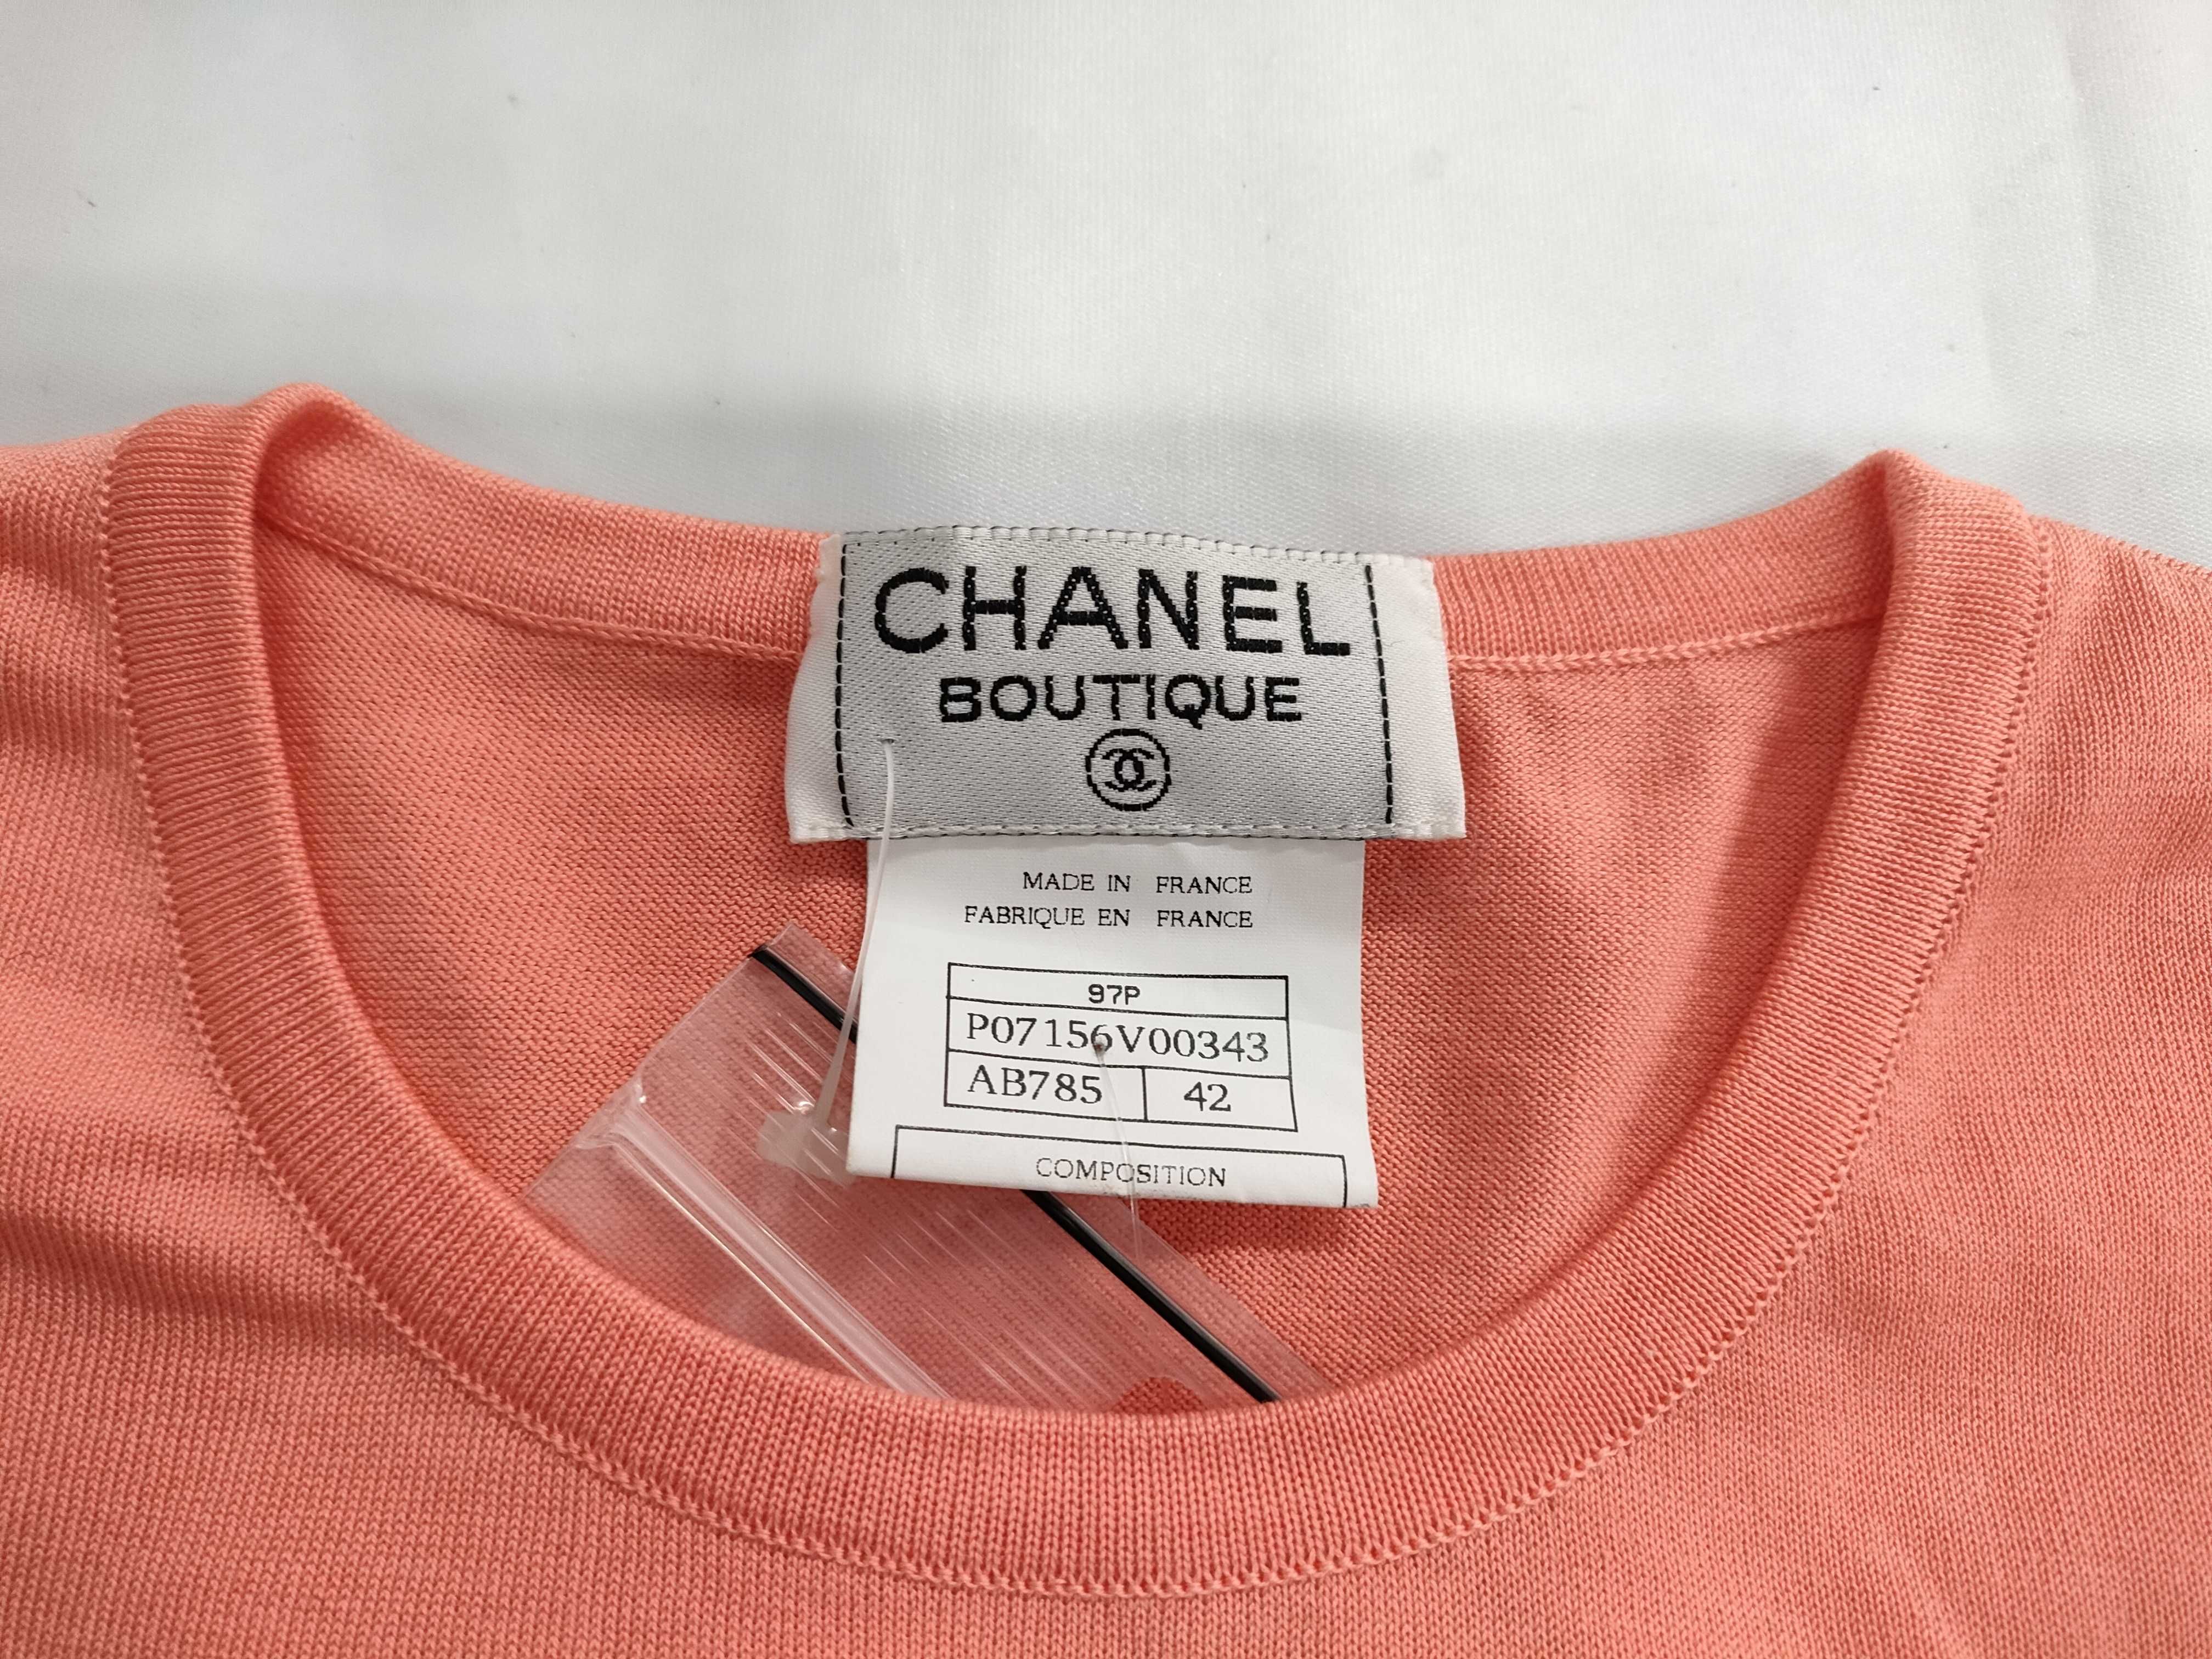 CHANEL
BOUTIQUE
MADE IN FRANCE
FABRIQUE EN FRANCE
97P
P07156V00343
AB785 42
COMPOSITION